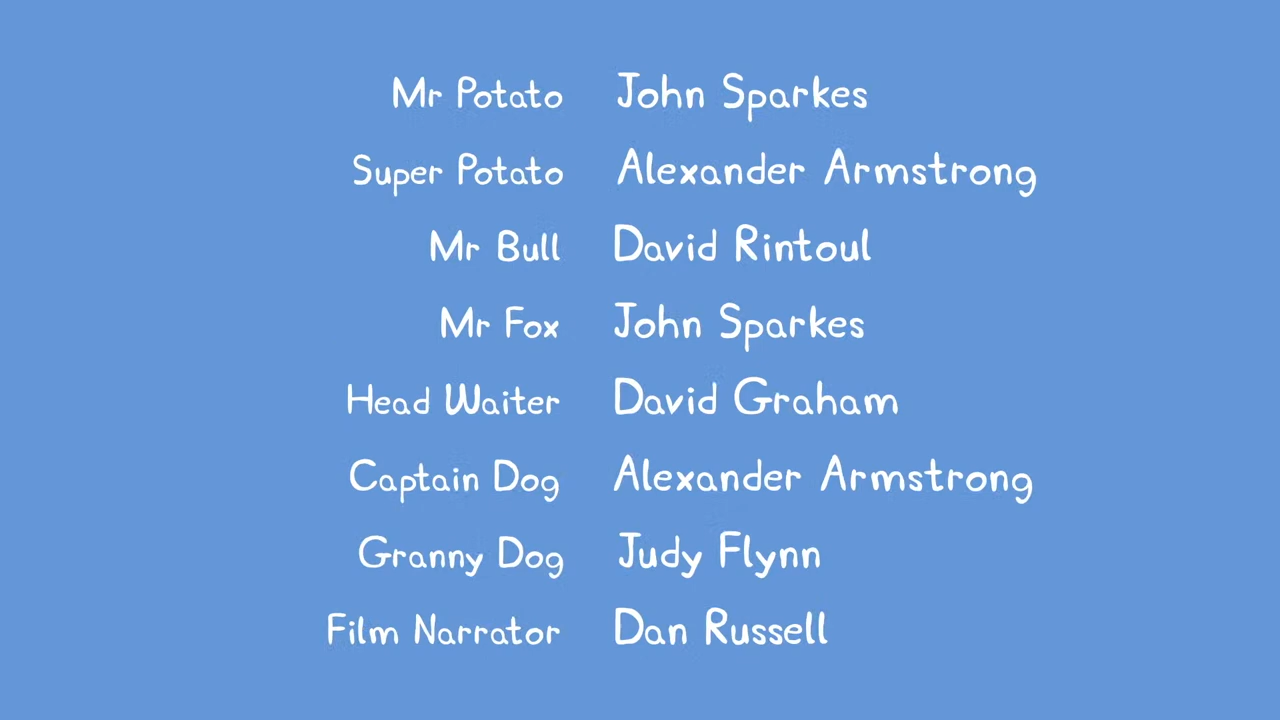 Mr Potato John Sparkes
Super Potato Alexander Armstrong
Mr Bull David Rintoul
Mr Fox John Sparkes
Head Waiter David Graham
Captain Dog Alexander Armstrong
Granny Dog Judy Flynn
Film Narrator Dan Russell